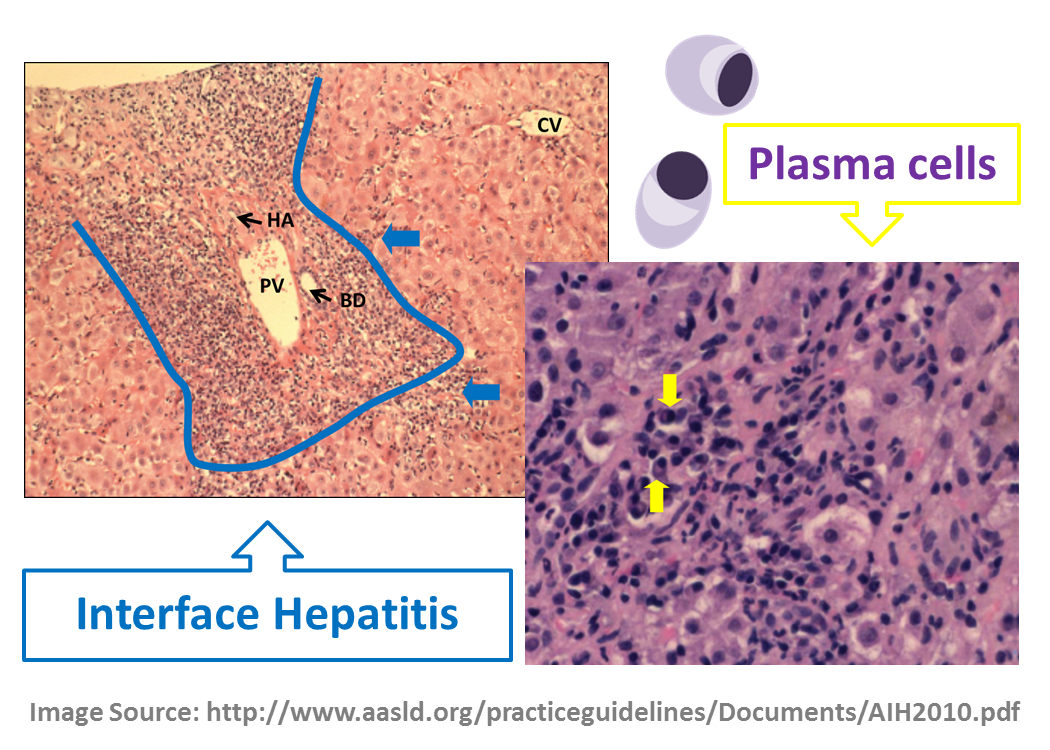 CV
Plasma cells
HA
PV
BD
Interface Hepatitis
Image Source: http://www.aasld.org/practiceguidelines/Documents/AIH2010.pdf